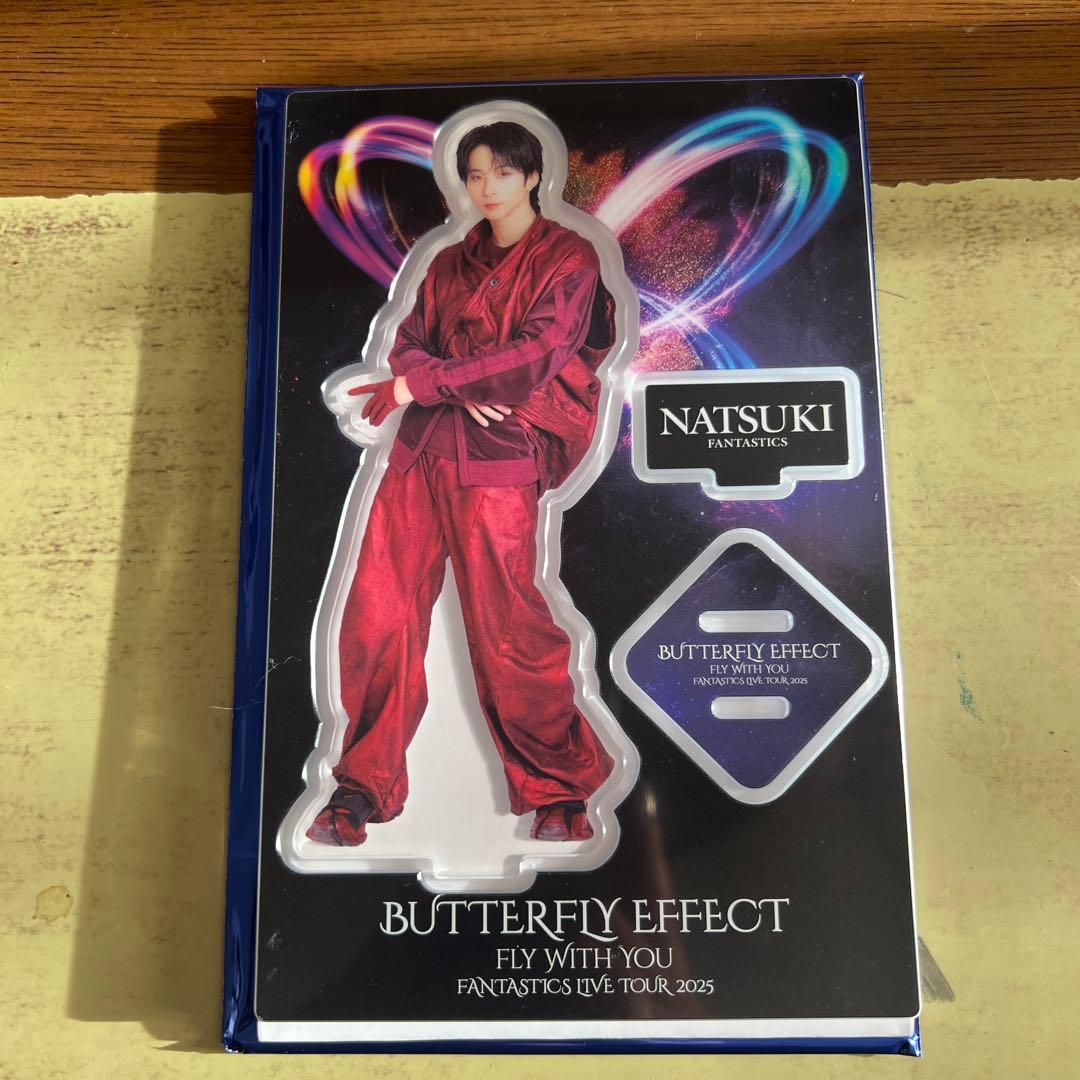 NATSUKI
FANTASTICS
BUTTERFLY EFFECT
FLY WITH YOU
FANTASTICS LIVE TOUR 2025
BUTTERFLY EFFECT
FLY WITH YOU
FANTASTICS LIVE TOUR 2025